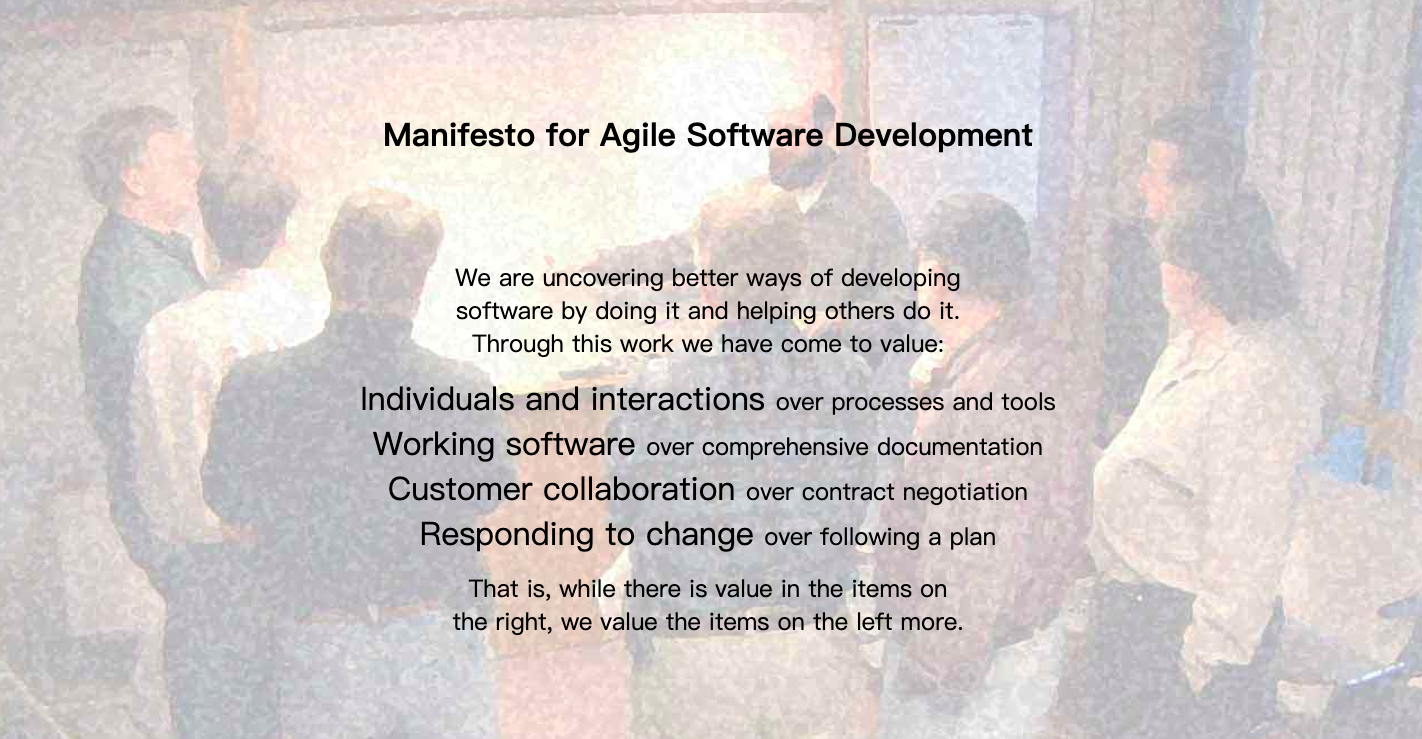 Manifesto for Agile Software Development
We are uncovering better ways of developing
software by doing it and helping others do it.
Through this work we have come to value:
Individuals and interactions over processes and tools
Working software over comprehensive documentation
Customer collaboration over contract negotiation
Responding to change over following a plan
That is, while there is value in the items on
the right, we value the items on the left more.